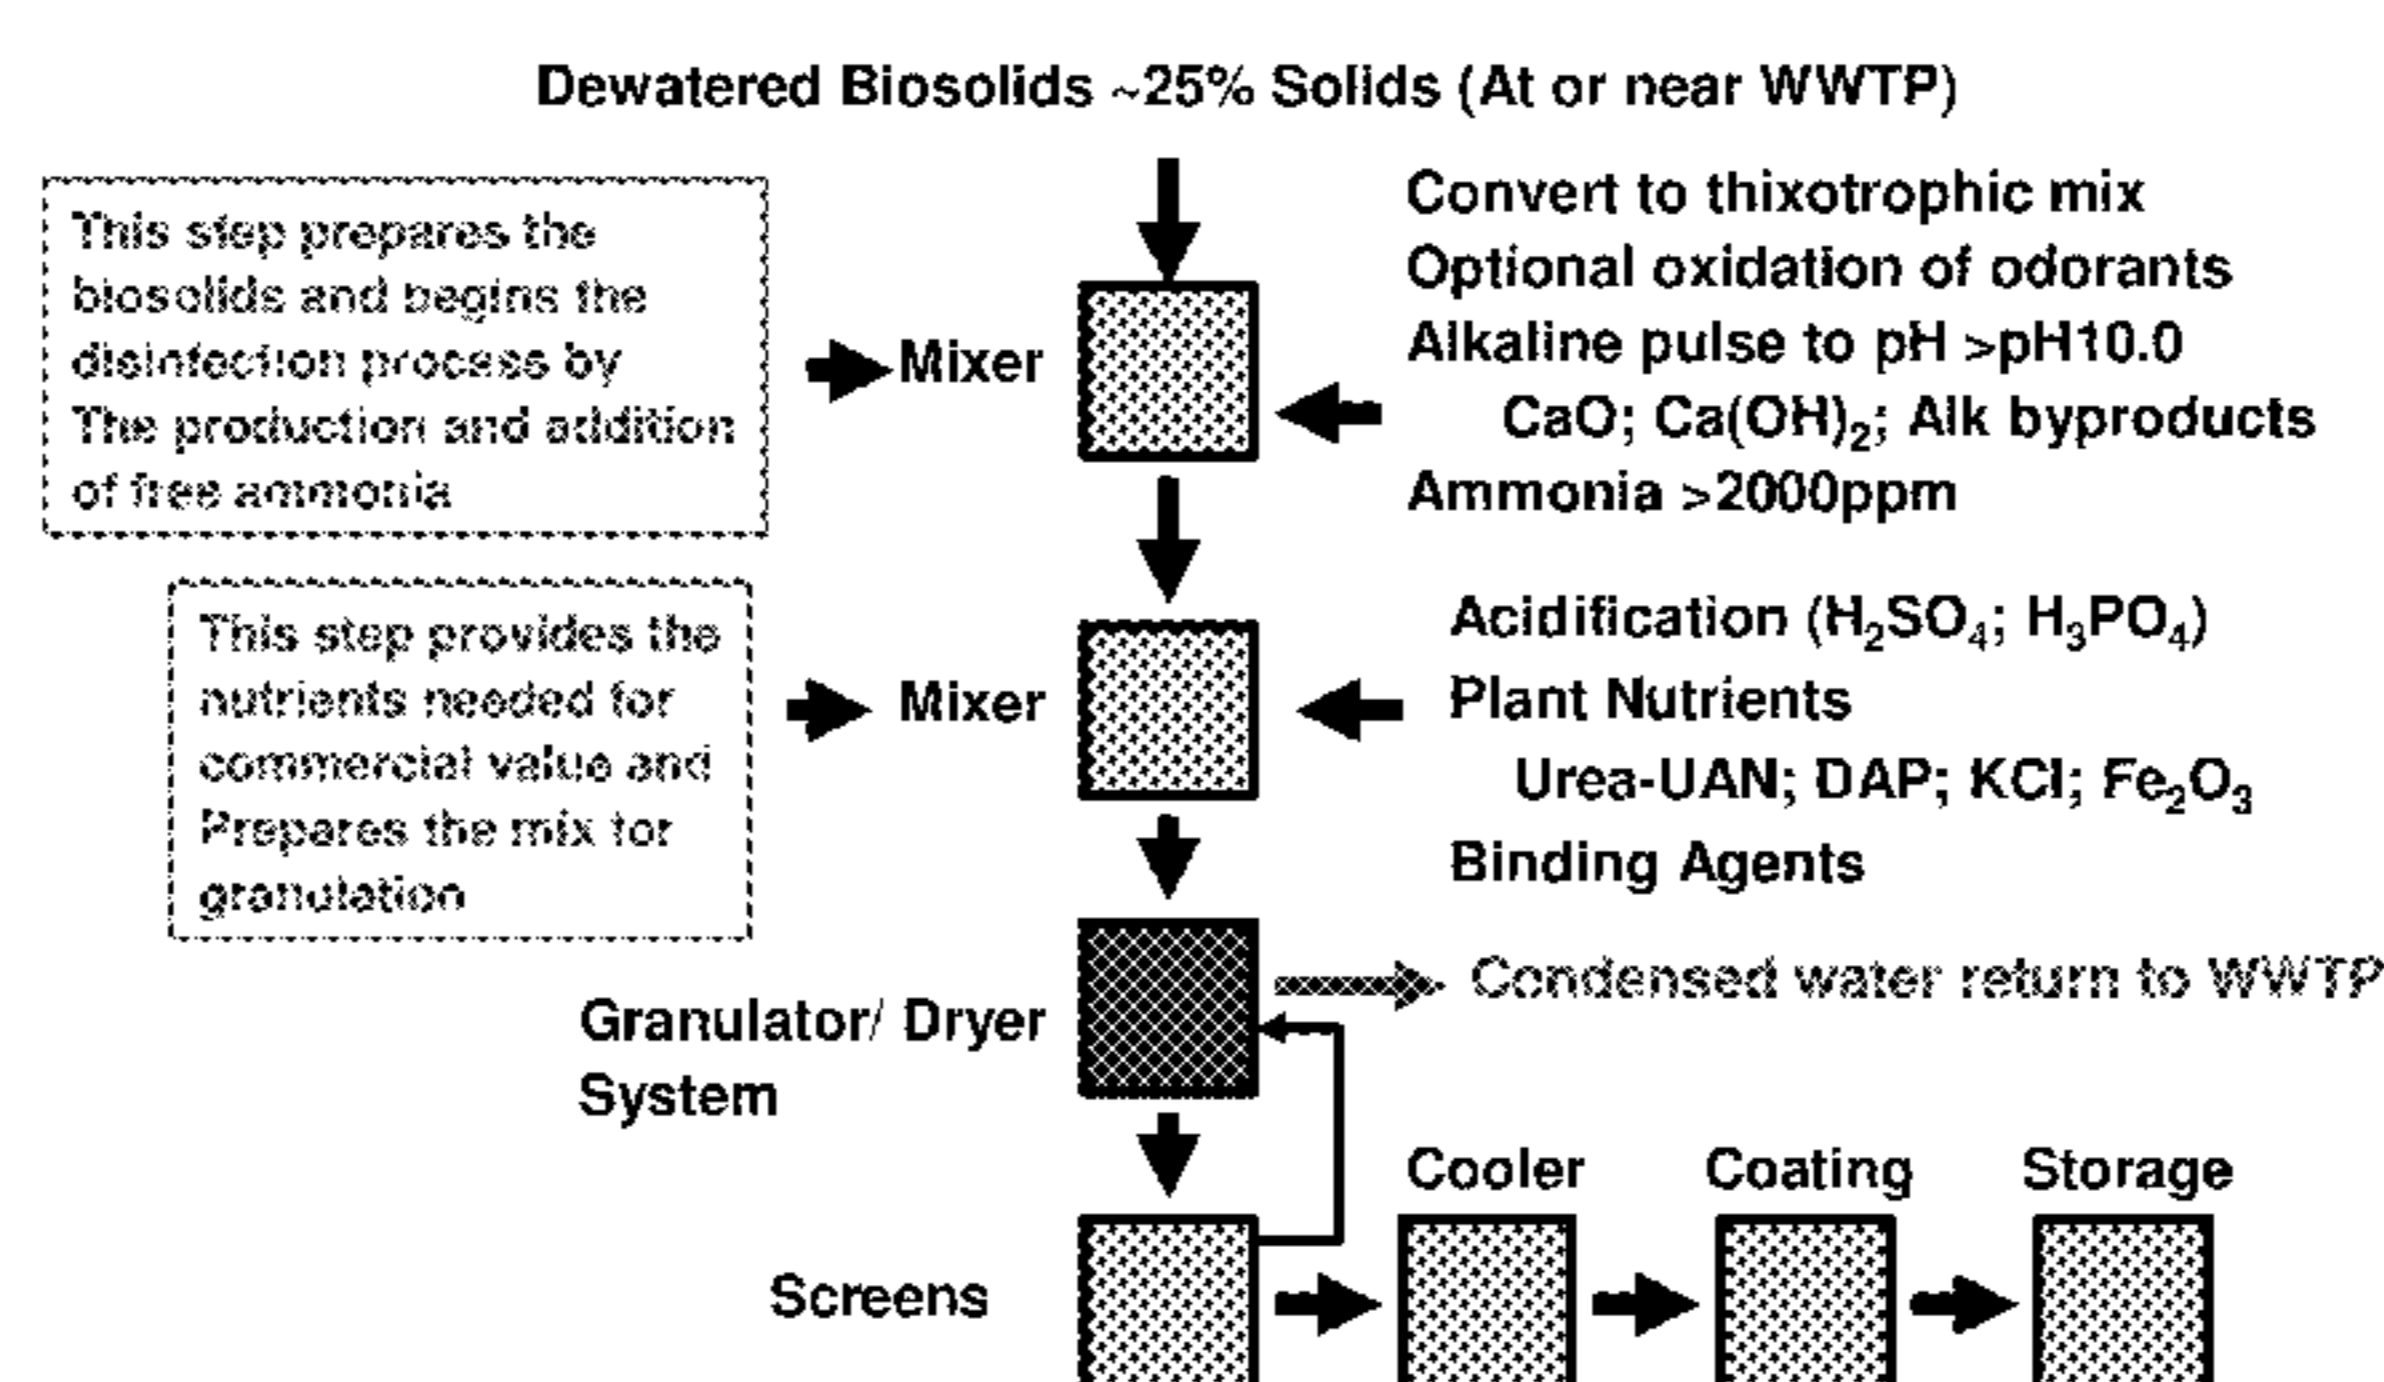 Dewatered Biosolids ~25% Solids (At or near WWTP)
This step prepares the
biosolids and begins the
disinfection process by
The production and addition
of free ammonia
Mixer
Convert to thixotrophic mix
Optional oxidation of odorants
Alkaline pulse to pH >pH10.0
CaO; Ca(OH)₂; Alk byproducts
Ammonia >2000ppm
This step provides the
nutrients needed for
commercial value and
Prepares the mix for
granulation
Mixer
Acidification (H₂SO₄; H₃PO₄)
Plant Nutrients
Urea-UAN; DAP; KCl; Fe₂O₃
Binding Agents
Granulator/ Dryer
System
Condensed water return to WWTP
Screens
Cooler
Coating
Storage